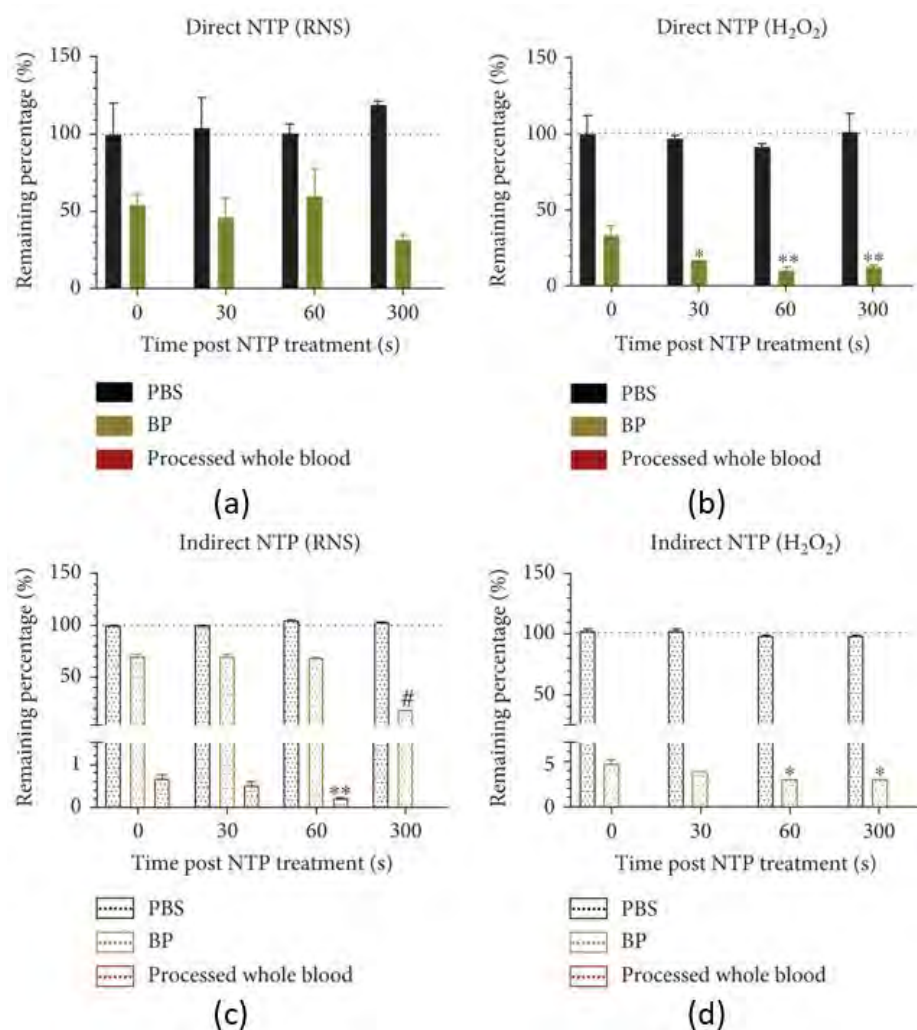 Direct NTP (RNS)
Remaining percentage (%)
150
100
50
0
0 30 60 300
Time post NTP treatment (s)
PBS
BP
Processed whole blood
(a)
Direct NTP (H₂O₂)
Remaining percentage (%)
150
100
50
0
* ** **
0 30 60 300
Time post NTP treatment (s)
PBS
BP
Processed whole blood
(b)
Indirect NTP (RNS)
Remaining percentage (%)
150
100
50
1
0
** #
0 30 60 300
Time post NTP treatment (s)
PBS
BP
Processed whole blood
(c)
Indirect NTP (H₂O₂)
Remaining percentage (%)
150
100
50
5
0
* *
0 30 60 300
Time post NTP treatment (s)
PBS
BP
Processed whole blood
(d)